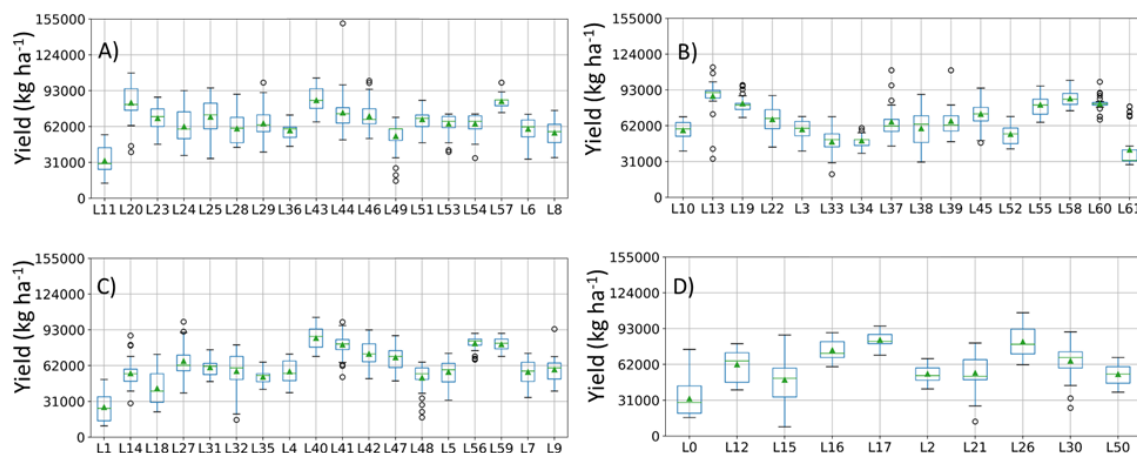 A)
Yield (kg ha⁻¹)
155000
124000
93000
62000
31000
0
L11 L20 L23 L24 L25 L28 L29 L36 L43 L44 L46 L49 L51 L53 L54 L57 L6 L8
B)
Yield (kg ha⁻¹)
155000
124000
93000
62000
31000
0
L10 L13 L19 L22 L3 L33 L34 L37 L38 L39 L45 L52 L55 L58 L60 L61
C)
Yield (kg ha⁻¹)
155000
124000
93000
62000
31000
0
L1 L14 L18 L27 L31 L32 L35 L4 L40 L41 L42 L47 L48 L5 L56 L59 L7 L9
D)
Yield (kg ha⁻¹)
155000
124000
93000
62000
31000
0
L0 L12 L15 L16 L17 L2 L21 L26 L30 L50